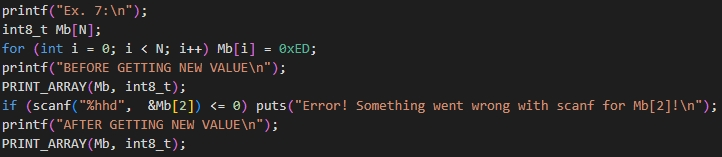 printf("Ex. 7:\n");
int8_t Mb[N];
for (int i = 0; i < N; i++) Mb[i] = 0xED;
printf("BEFORE GETTING NEW VALUE\n");
PRINT_ARRAY(Mb, int8_t);
if (scanf("%hhd",  &Mb[2]) <= 0) puts("Error! Something went wrong with scanf for Mb[2]!\n");
printf("AFTER GETTING NEW VALUE\n");
PRINT_ARRAY(Mb, int8_t);